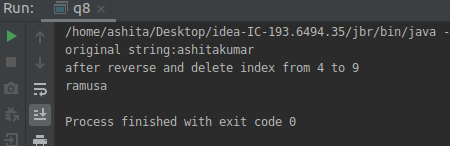 Run: q8
/home/ashita/Desktop/idea-IC-193.6494.35/jbr/bin/java -
original string:ashitakumar
after reverse and delete index from 4 to 9
ramusa
Process finished with exit code 0